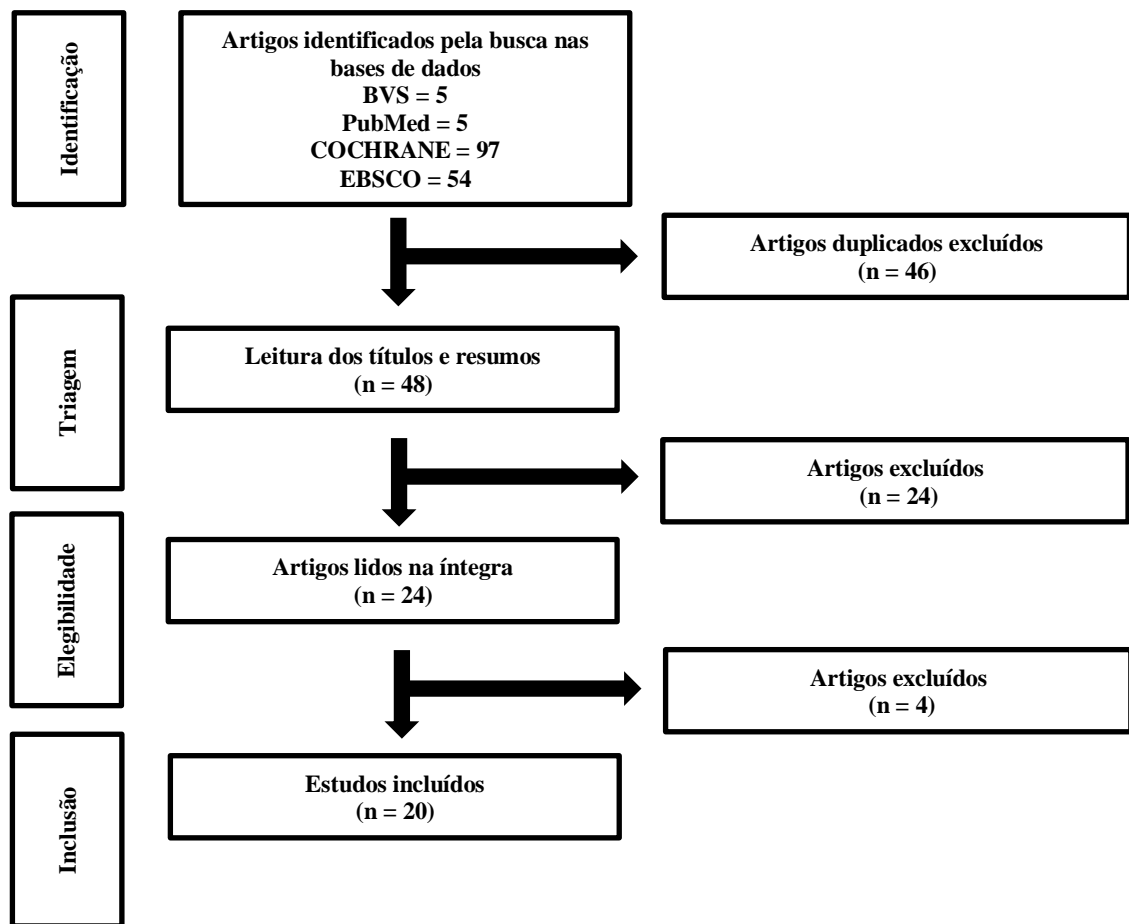 Identificação
Artigos identificados pela busca nas
bases de dados
BVS = 5
PubMed = 5
COCHRANE = 97
EBSCO = 54
Artigos duplicados excluídos
(n = 46)
Triagem
Leitura dos títulos e resumos
(n = 48)
Artigos excluídos
(n = 24)
Elegibilidade
Artigos lidos na íntegra
(n = 24)
Artigos excluídos
(n = 4)
Inclusão
Estudos incluídos
(n = 20)